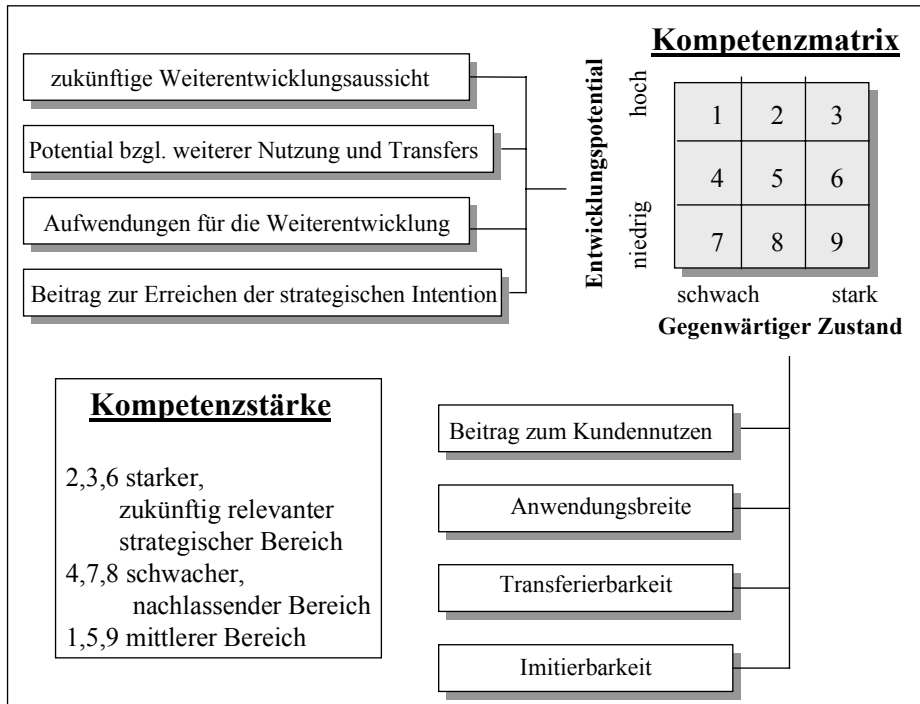 zukünftige Weiterentwicklungsaussicht
Potential bzgl. weiterer Nutzung und Transfers
Aufwendungen für die Weiterentwicklung
Beitrag zur Erreichen der strategischen Intention
Entwicklungspotential
hoch
niedrig
Kompetenzmatrix
1 2 3
4 5 6
7 8 9
schwach stark
Gegenwärtiger Zustand
Kompetenzstärke
2,3,6 starker,
zukünftig relevanter
strategischer Bereich
4,7,8 schwacher,
nachlassender Bereich
1,5,9 mittlerer Bereich
Beitrag zum Kundennutzen
Anwendungsbreite
Transferierbarkeit
Imitierbarkeit